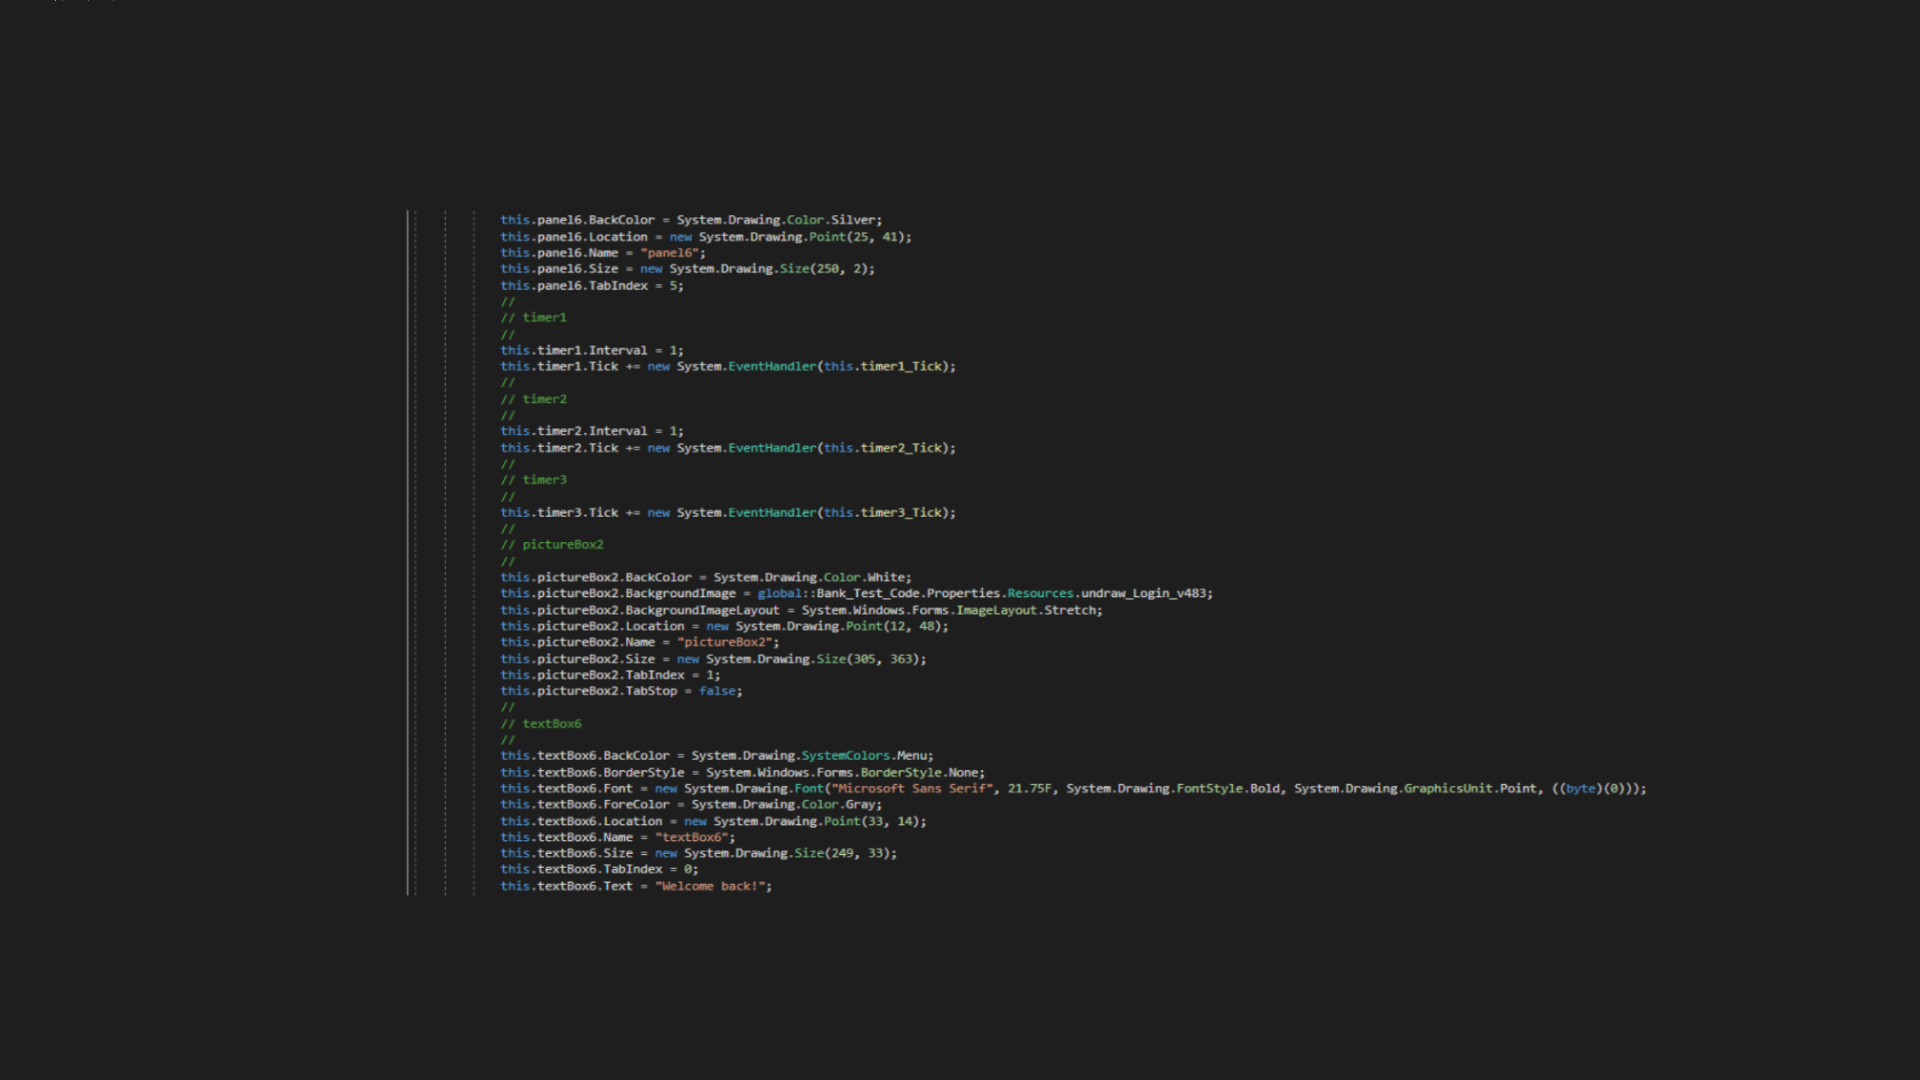 this.panel6.BackColor = System.Drawing.Color.Silver;
this.panel6.Location = new System.Drawing.Point(25, 41);
this.panel6.Name = "panel6";
this.panel6.Size = new System.Drawing.Size(250, 2);
this.panel6.TabIndex = 5;
//
// timer1
//
this.timer1.Interval = 1;
this.timer1.Tick += new System.EventHandler(this.timer1_Tick);
//
// timer2
//
this.timer2.Interval = 1;
this.timer2.Tick += new System.EventHandler(this.timer2_Tick);
//
// timer3
//
this.timer3.Tick += new System.EventHandler(this.timer3_Tick);
//
// pictureBox2
//
this.pictureBox2.BackColor = System.Drawing.Color.White;
this.pictureBox2.BackgroundImage = global::Bank_Test_Code.Properties.Resources.undraw_Login_v483;
this.pictureBox2.BackgroundImageLayout = System.Windows.Forms.ImageLayout.Stretch;
this.pictureBox2.Location = new System.Drawing.Point(12, 48);
this.pictureBox2.Name = "pictureBox2";
this.pictureBox2.Size = new System.Drawing.Size(305, 363);
this.pictureBox2.TabIndex = 1;
this.pictureBox2.TabStop = false;
//
// textBox6
//
this.textBox6.BackColor = System.Drawing.SystemColors.Menu;
this.textBox6.BorderStyle = System.Windows.Forms.BorderStyle.None;
this.textBox6.Font = new System.Drawing.Font("Microsoft Sans Serif", 21.75F, System.Drawing.FontStyle.Bold, System.Drawing.GraphicsUnit.Point, ((byte)(0)));
this.textBox6.ForeColor = System.Drawing.Color.Gray;
this.textBox6.Location = new System.Drawing.Point(33, 14);
this.textBox6.Name = "textBox6";
this.textBox6.Size = new System.Drawing.Size(249, 33);
this.textBox6.TabIndex = 0;
this.textBox6.Text = "Welcome back!";